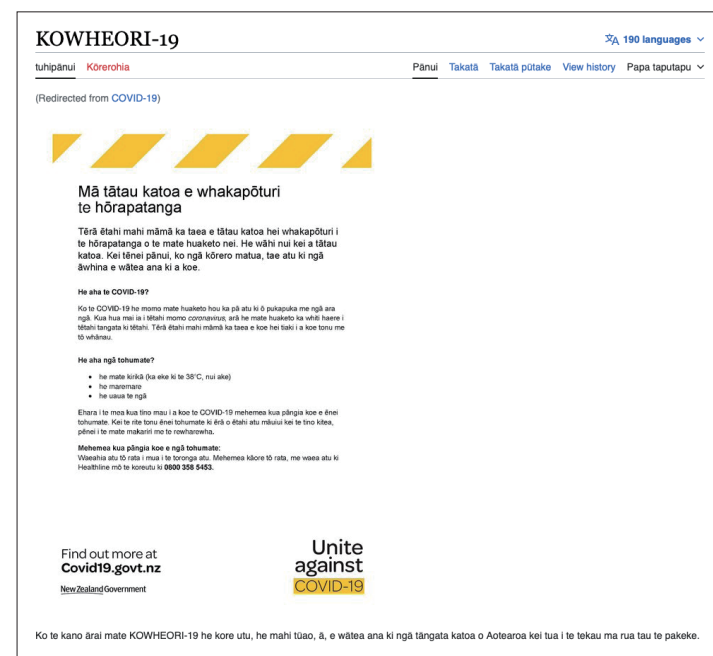 KOWHEORI-19
190 languages
tuhipānui Kōrerohia
Pānui Takatā Takatā pūtake View history Papa taputapu
(Redirected from COVID-19)
Mā tātau katoa e whakapōturi
te hōrapatanga
Tērā ētahi mahi māmā ka taea e tātau katoa hei whakapōturi i
te hōrapatanga o te mate huaketo nei. He wāhi nui kei a tātau
katoa. Kei tēnei pānui, ko ngā kōrero matua, tae atu ki ngā
āwhina e wātea ana ki a koe.
He aha te COVID-19?
Ko te COVID-19 he momo mate huaketo hou ka pā atu ki ō pukapuka me ngā ara
ngā. Kua hua mai ia i tētahi momo coronavirus, arā he mate huaketo ka whiti haere i
tētahi tangata ki tētahi. Tērā ētahi mahi māmā ka taea e koe hei tiaki i a koe tonu me
tō whānau.
He aha ngā tohumate?
• he mate kirikā (ka eke ki te 38°C, nui ake)
• he maremare
• he uaua te ngā
Ehara i te mea kua tino mau i a koe te COVID-19 mehemea kua pāngia koe e ēnei
tohumate. Kei te rite tonu ēnei tohumate ki ērā o ētahi atu māuiui kei te tino kitea,
pēnei i te mate makariri me te rewharewha.
Mehemea kua pāngia koe e ngā tohumate:
Waeahia atu tō rata i mua i te toronga atu. Mehemea kāore tō rata, me waea atu ki
Healthline mō te koreutu ki 0800 358 5453.
Find out more at
Covid19.govt.nz
New Zealand Government
Unite
against
COVID-19
Ko te kano ārai mate KOWHEORI-19 he kore utu, he mahi tūao, ā, e wātea ana ki ngā tāngata katoa o Aotearoa kei tua i te tekau ma rua tau te pakeke.